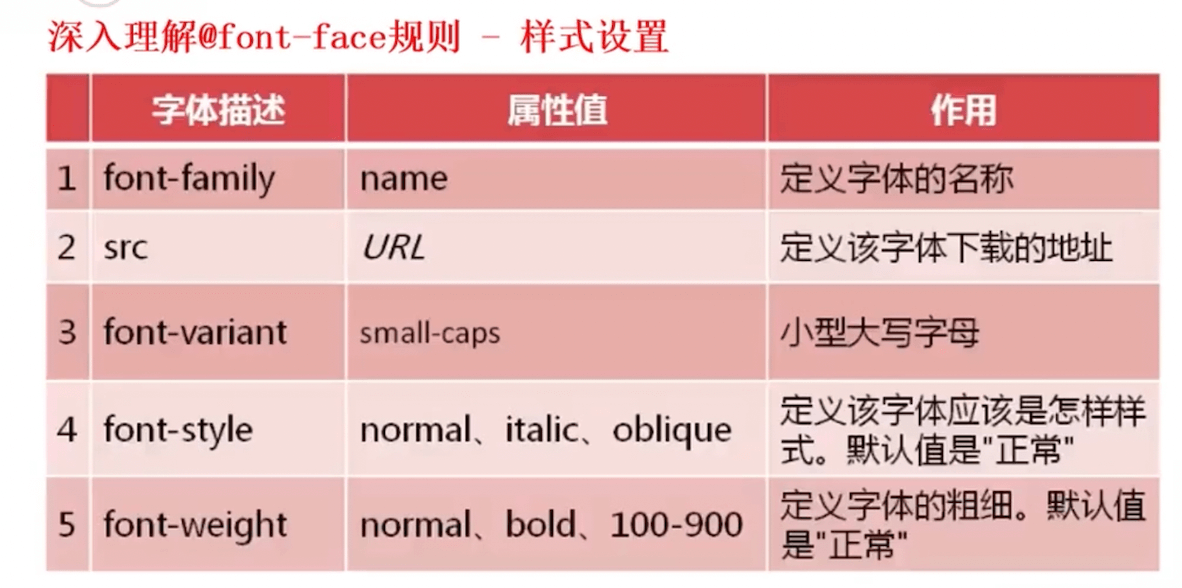 深入理解@font-face规则 - 样式设置
字体描述 属性值 作用
1 font-family name 定义字体的名称
2 src URL 定义该字体下载的地址
3 font-variant small-caps 小型大写字母
4 font-style normal、italic、oblique 定义该字体应该是怎样样
式。默认值是"正常"
5 font-weight normal、bold、100-900 定义字体的粗细。默认值
是"正常"